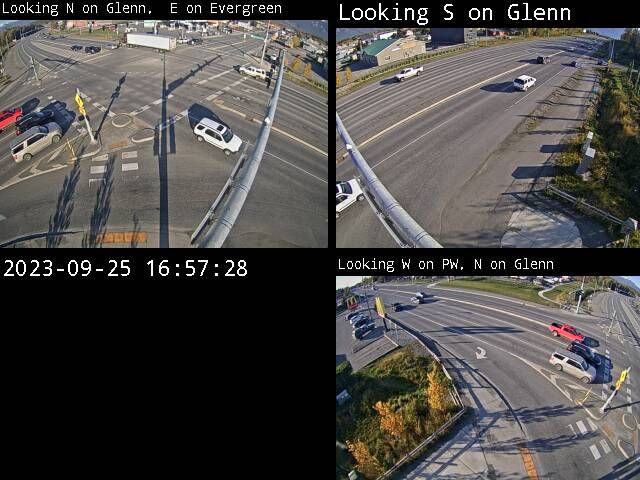 Looking N on Glenn, E on Evergreen
Looking S on Glenn
2023-09-25 16:57:28
Looking W on PW, N on Glenn